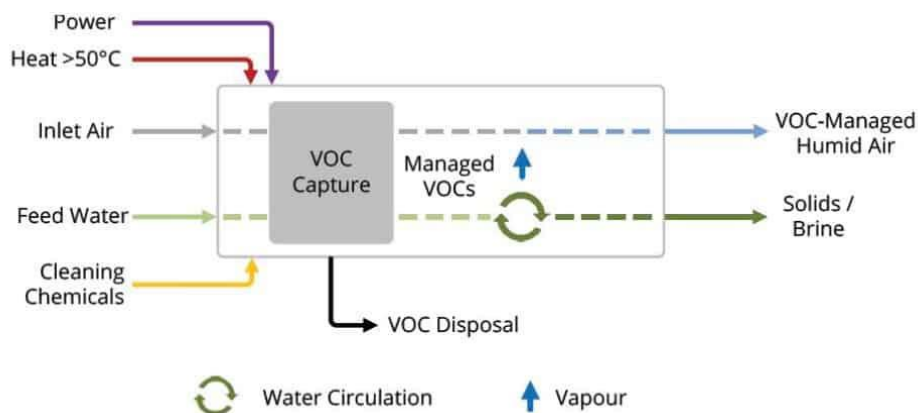 Power
Heat >50°C
Inlet Air
Feed Water
Cleaning
Chemicals
VOC
Capture
Managed
VOCs
VOC-Managed
Humid Air
Solids /
Brine
VOC Disposal
Water Circulation
Vapour